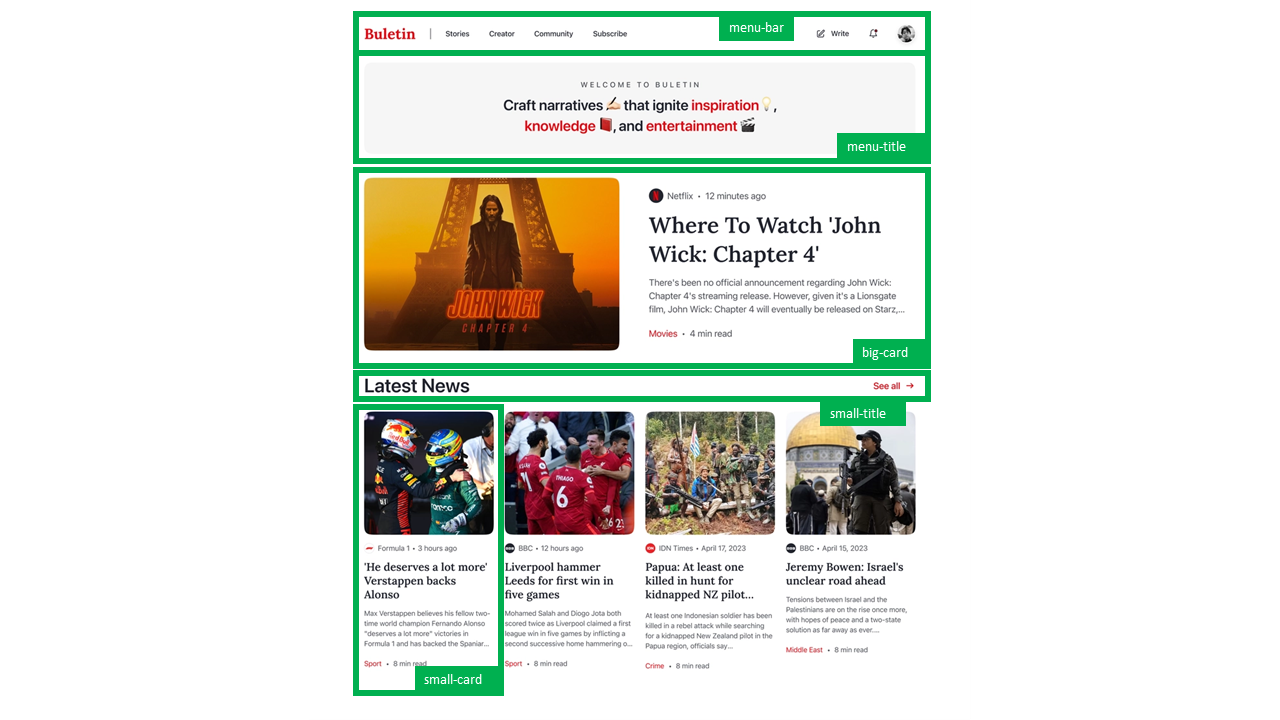 Buletin
Stories
Creator
Community
Subscribe
menu-bar
Write
WELCOME TO BULETIN
Craft narratives ✍🏻 that ignite inspiration 💡,
knowledge 📕, and entertainment 🎬
menu-title
JOHN WICK
CHAPTER 4
Netflix • 12 minutes ago
Where To Watch 'John
Wick: Chapter 4'
There's been no official announcement regarding John Wick:
Chapter 4's streaming release. However, given it's a Lionsgate
film, John Wick: Chapter 4 will eventually be released on Starz,...
Movies • 4 min read
big-card
Latest News
See all →
small-title
Formula 1 • 3 hours ago
'He deserves a lot more'
Verstappen backs
Alonso
Max Verstappen believes his fellow two-
time world champion Fernando Alonso
"deserves a lot more" victories in
Formula 1 and has backed the Spaniar...
Sport • 8 min read
small-card
THIAGO
6
BBC • 12 hours ago
Liverpool hammer
Leeds for first win in
five games
Mohamed Salah and Diogo Jota both
scored twice as Liverpool claimed a first
league win in five games by inflicting a
second successive home hammering o...
Sport • 8 min read
IDN Times • April 17, 2023
Papua: At least one
killed in hunt for
kidnapped NZ pilot...
At least one Indonesian soldier has been
killed in a rebel attack while searching
for a kidnapped New Zealand pilot in the
Papua region, officials say...
Crime • 8 min read
BBC • April 15, 2023
Jeremy Bowen: Israel's
unclear road ahead
Tensions between Israel and the
Palestinians are on the rise once more,
with hopes of peace and a two-state
solution as far away as ever....
Middle East • 8 min read